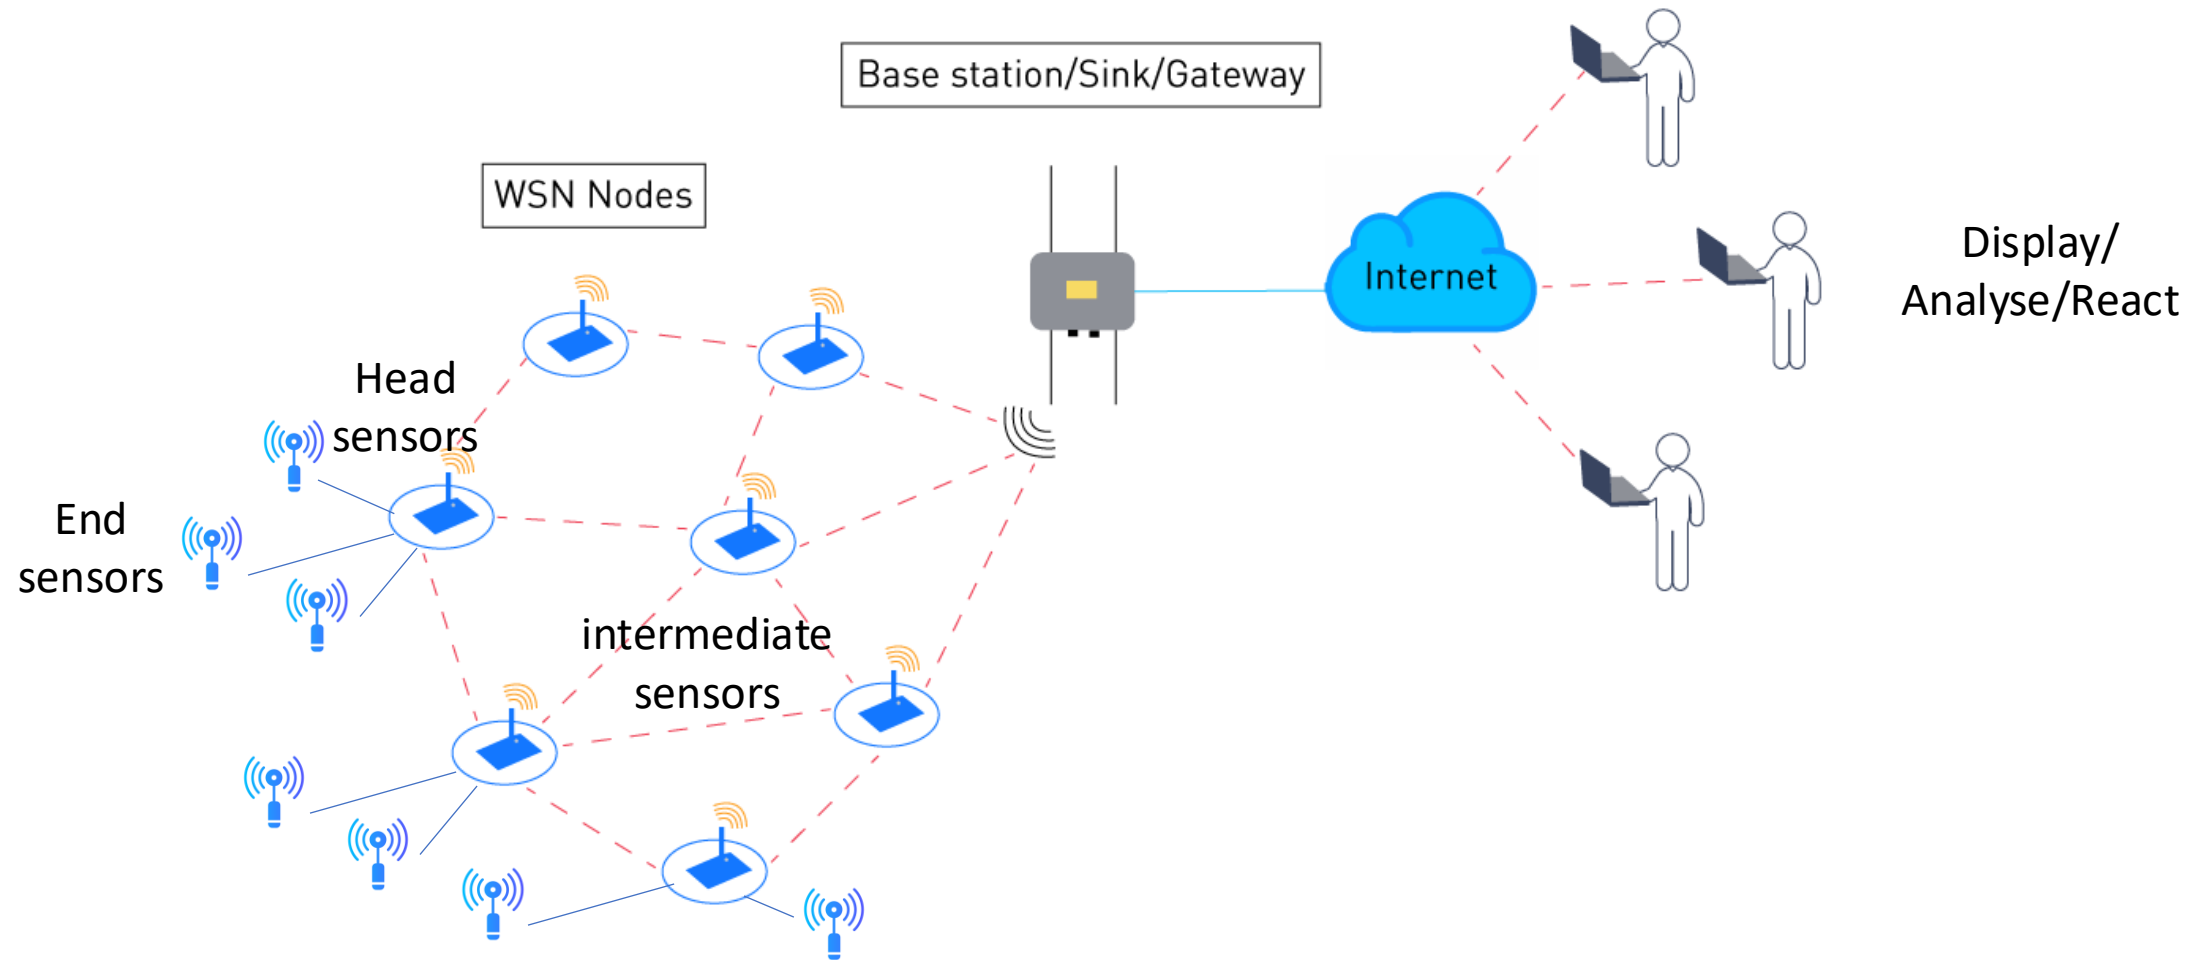 Base station/Sink/Gateway
WSN Nodes
Internet
Display/
Analyse/React
Head
sensors
End
sensors
intermediate
sensors